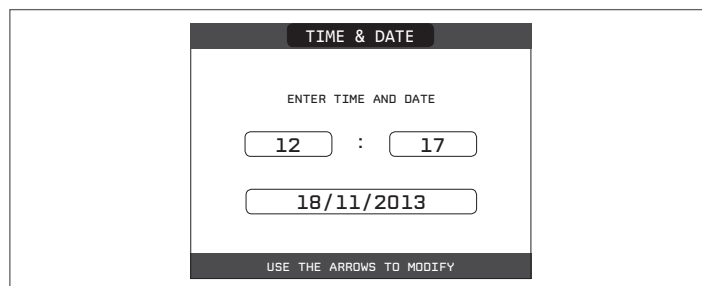 TIME & DATE
ENTER TIME AND DATE
12 : 17
18/11/2013
USE THE ARROWS TO MODIFY